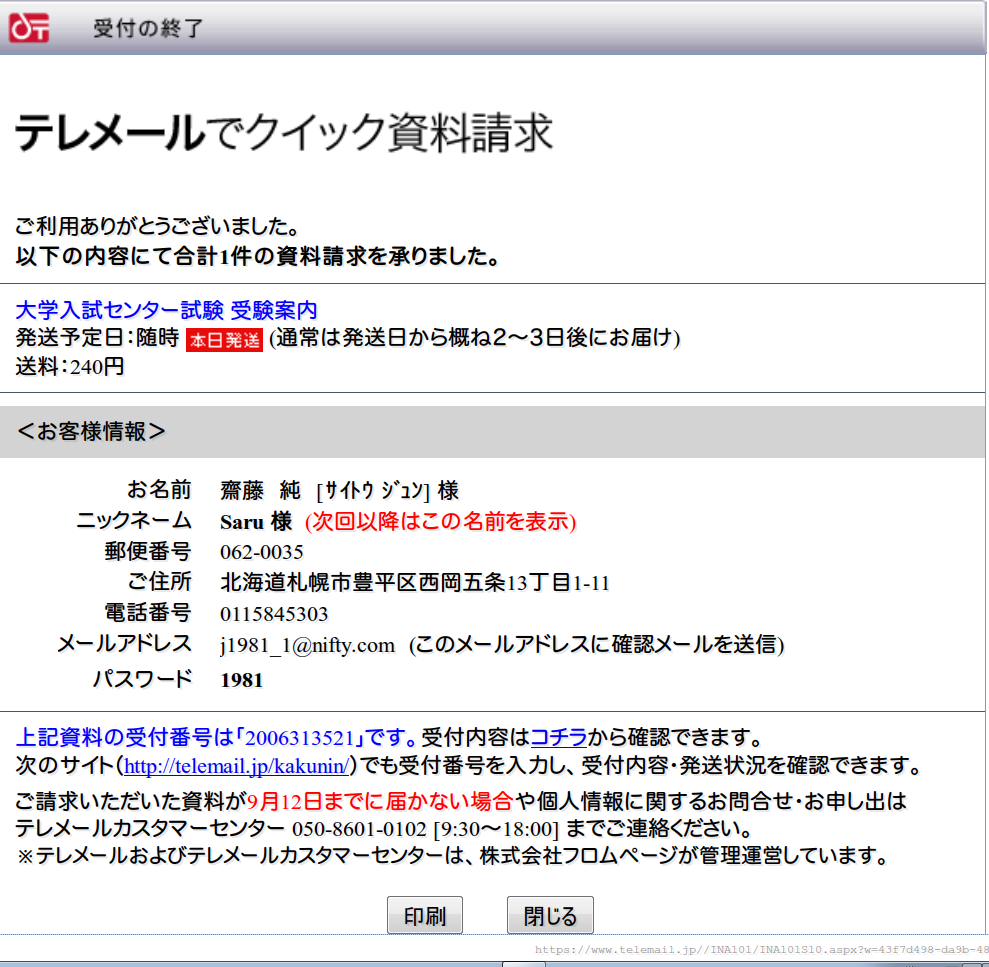 受付の終了
テレメールでクイック資料請求
ご利用ありがとうございました。
以下の内容にて合計1件の資料請求を承りました。
大学入試センター試験 受験案内
発送予定日：随時 本日発送 (通常は発送日から概ね2～3日後にお届け)
送料：240円
＜お客様情報＞
お名前 齋藤 純 [ｻｲﾄｳ ｼﾞｭﾝ] 様
ニックネーム Saru 様 (次回以降はこの名前を表示)
郵便番号 062-0035
ご住所 北海道札幌市豊平区西岡五条13丁目1-11
電話番号 0115845303
メールアドレス j1981_1@nifty.com (このメールアドレスに確認メールを送信)
パスワード 1981
上記資料の受付番号は「2006313521」です。受付内容はコチラから確認できます。
次のサイト(http://telemail.jp/kakunin/)でも受付番号を入力し、受付内容・発送状況を確認できます。
ご請求いただいた資料が9月12日までに届かない場合や個人情報に関するお問合せ・お申し出は
テレメールカスタマーセンター 050-8601-0102 [9:30～18:00] までご連絡ください。
※テレメールおよびテレメールカスタマーセンターは、株式会社フロムページが管理運営しています。
印刷 閉じる
https://www.telemail.jp//INA101/INA101S10.aspx?w=43f7d498-da9b-48